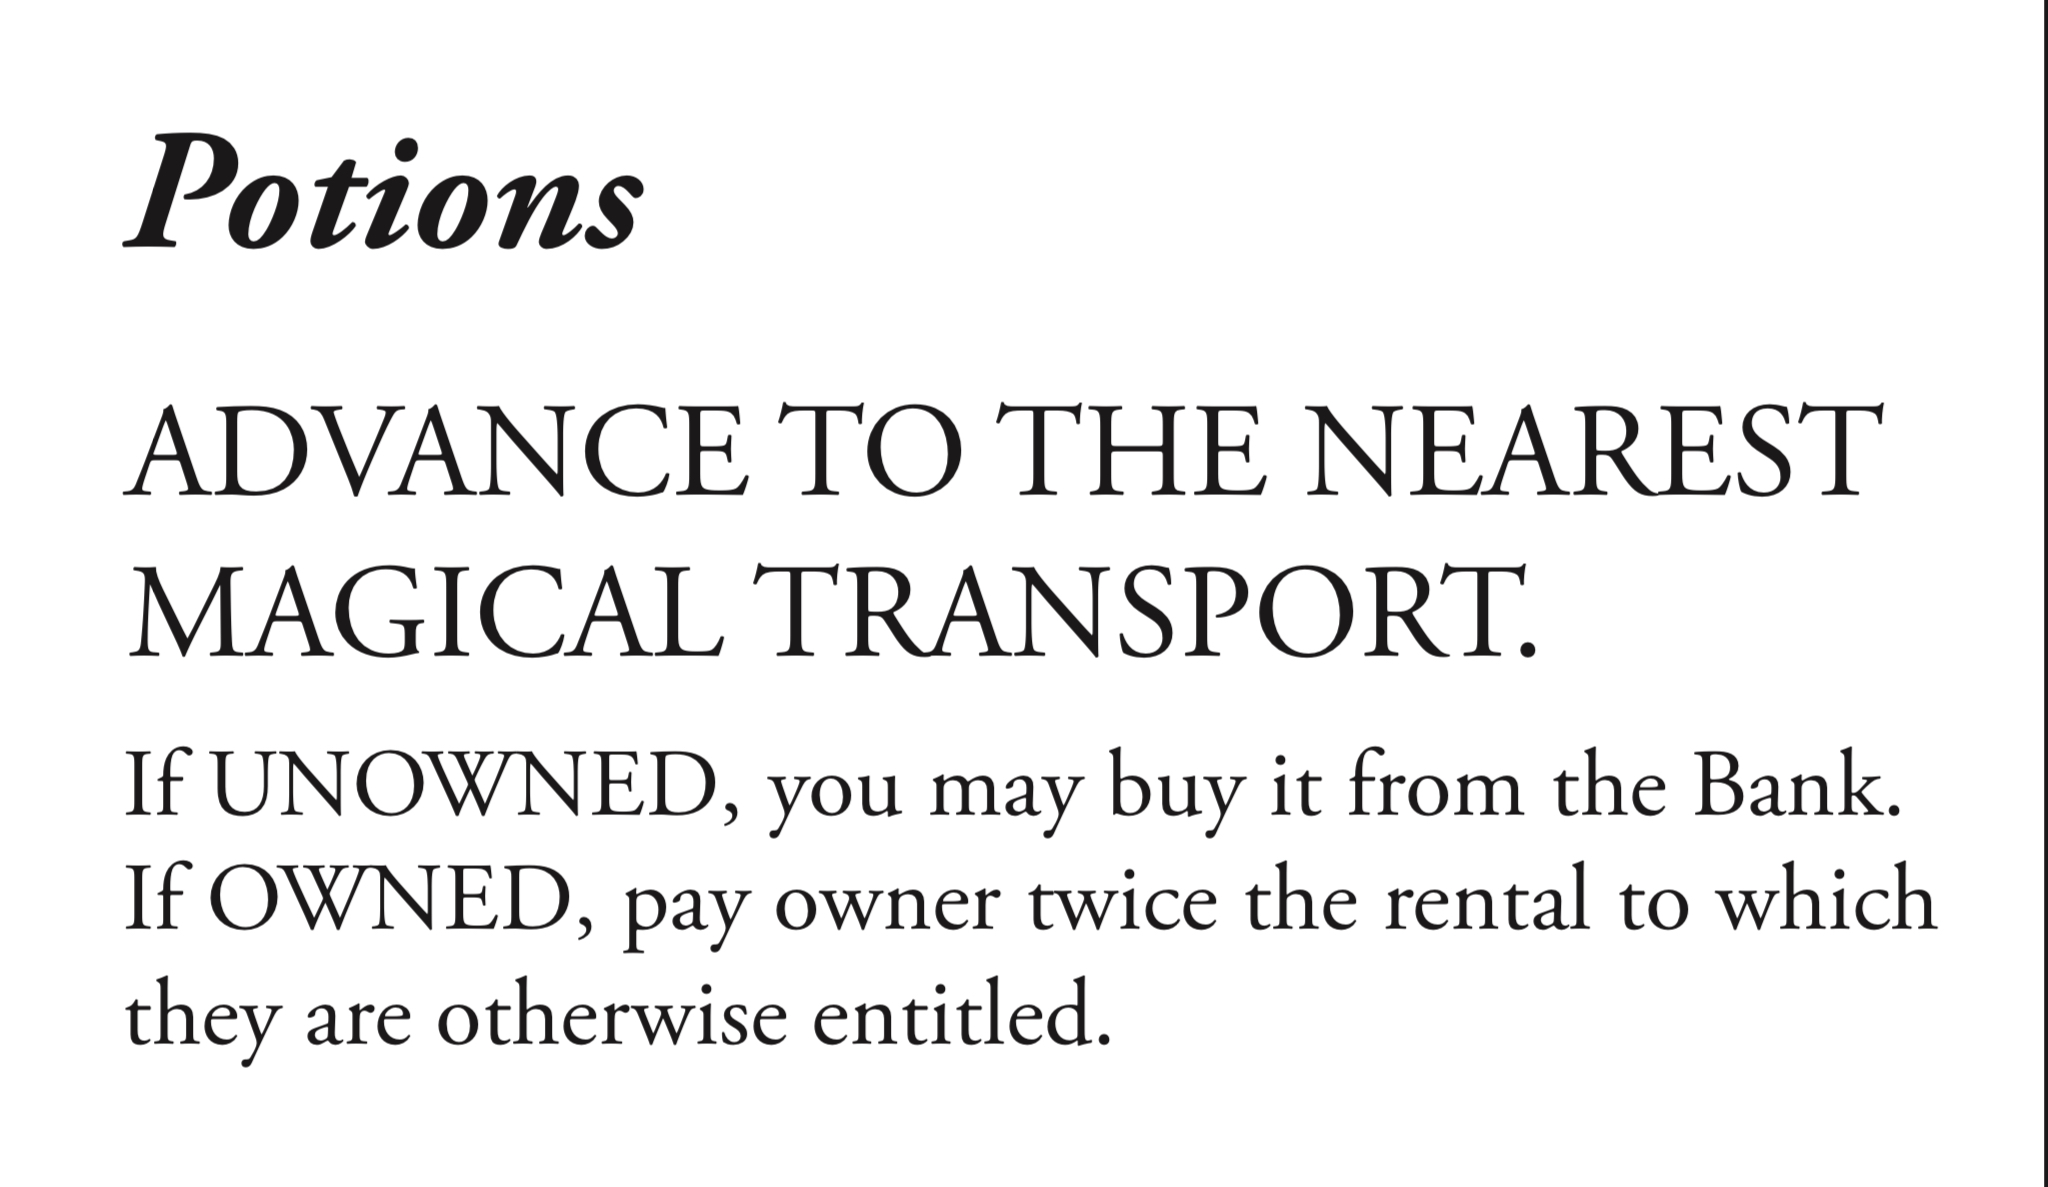 Potions
ADVANCE TO THE NEAREST
MAGICAL TRANSPORT.
If UNOWNED, you may buy it from the Bank.
If OWNED, pay owner twice the rental to which
they are otherwise entitled.